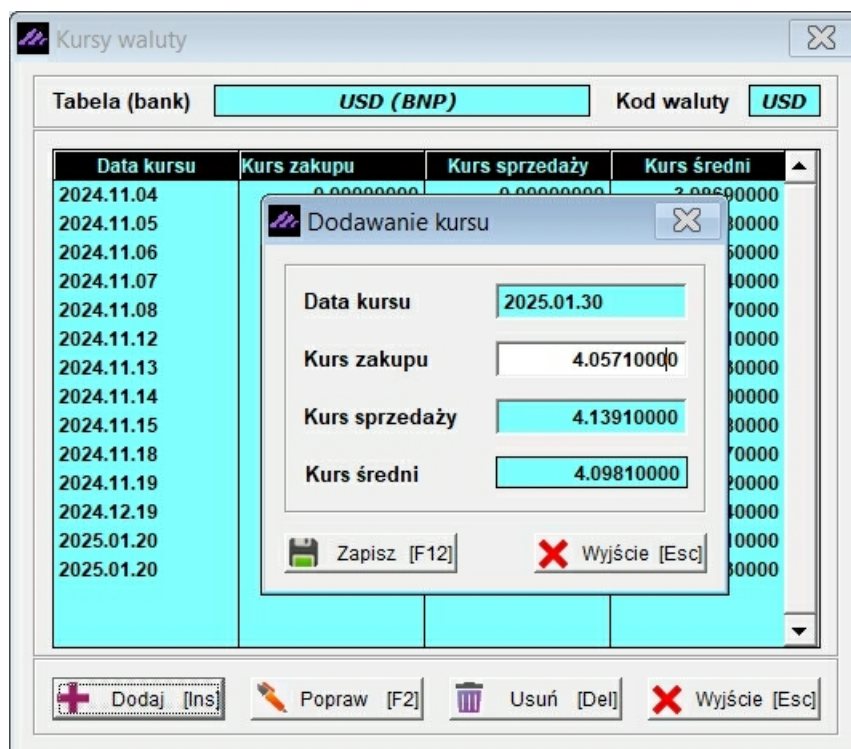 Kursy waluty
Tabela (bank) USD (BNP) Kod waluty USD
Data kursu Kurs zakupu Kurs sprzedaży Kurs średni
2024.11.04
2024.11.05
2024.11.06
2024.11.07
2024.11.08
2024.11.12
2024.11.13
2024.11.14
2024.11.15
2024.11.18
2024.11.19
2024.12.19
2025.01.20
2025.01.20
Dodawanie kursu
Data kursu 2025.01.30
Kurs zakupu 4.05710000
Kurs sprzedaży 4.13910000
Kurs średni 4.09810000
Zapisz [F12] Wyjście [Esc]
Dodaj [Ins] Popraw [F2] Usuń [Del] Wyjście [Esc]